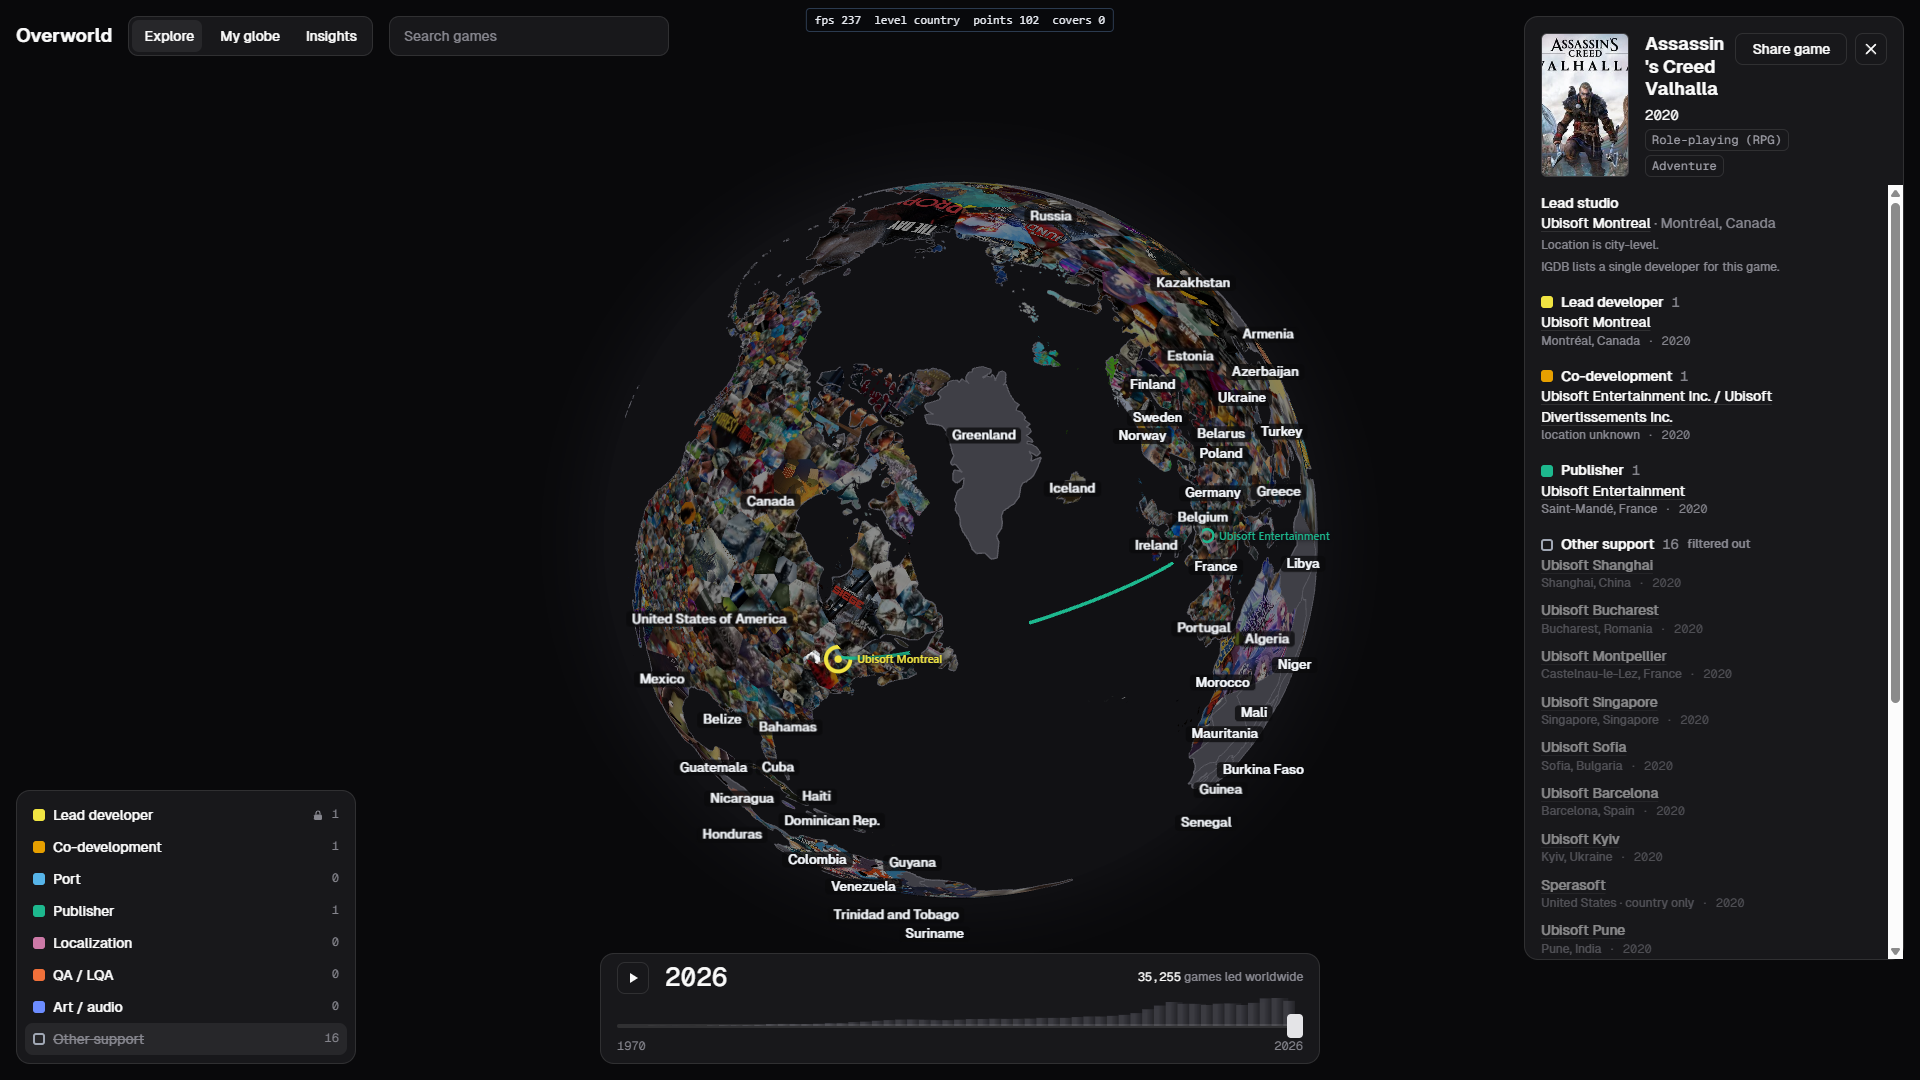 Overworld
Explore
My globe
Insights
Search games
fps 237 level country points 102 covers 0
ASSASSIN'S
CREED
VALHALLA
Assassin
's Creed
Valhalla
Share game
2020
Role-playing (RPG)
Adventure
Lead studio
Ubisoft Montreal · Montréal, Canada
Location is city-level.
IGDB lists a single developer for this game.
Lead developer 1
Ubisoft Montreal
Montréal, Canada · 2020
Co-development 1
Ubisoft Entertainment Inc. / Ubisoft
Divertissements Inc.
location unknown · 2020
Publisher 1
Ubisoft Entertainment
Saint-Mandé, France · 2020
Other support 16 filtered out
Ubisoft Shanghai
Shanghai, China · 2020
Ubisoft Bucharest
Bucharest, Romania · 2020
Ubisoft Montpellier
Castelnau-le-Lez, France · 2020
Ubisoft Singapore
Singapore, Singapore · 2020
Ubisoft Sofia
Sofia, Bulgaria · 2020
Ubisoft Barcelona
Barcelona, Spain · 2020
Ubisoft Kyiv
Kyiv, Ukraine · 2020
Sperasoft
United States · country only · 2020
Ubisoft Pune
Pune, India · 2020
Russia
Kazakhstan
Armenia
Estonia
Azerbaijan
Finland
Ukraine
Sweden
Norway
Belarus
Turkey
Greenland
Poland
Iceland
Germany
Greece
Canada
Belgium
Ubisoft Entertainment
Ireland
France
Libya
United States of America
Portugal
Algeria
Ubisoft Montreal
Niger
Mexico
Morocco
Belize
Mali
Bahamas
Mauritania
Guatemala
Cuba
Burkina Faso
Guinea
Nicaragua
Haiti
Dominican Rep.
Senegal
Honduras
Colombia
Guyana
Venezuela
Trinidad and Tobago
Suriname
Lead developer 1
Co-development 1
Port 0
Publisher 1
Localization 0
QA / LQA 0
Art / audio 0
Other support 16
2026
35,255 games led worldwide
1970
2026